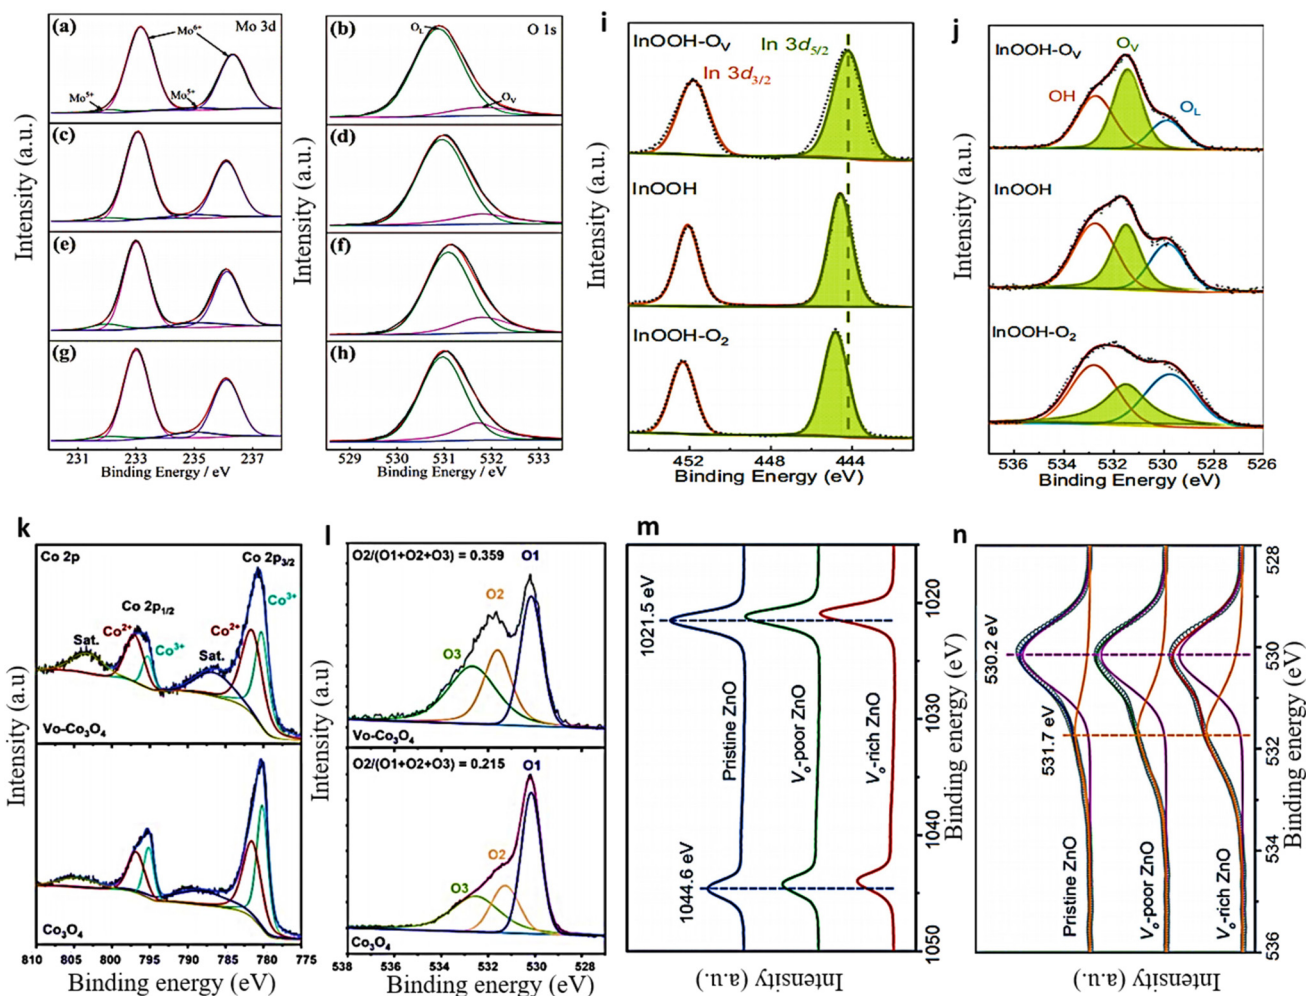 (a)
Mo 3d
Mo⁶⁺
Mo⁵⁺
Mo⁵⁺
(c)
(e)
(g)
Intensity (a.u.)
231
233
235
237
Binding Energy / eV
(b)
O 1s
O_L
O_V
(d)
(f)
(h)
Intensity (a.u.)
529
530
531
532
533
Binding Energy / eV
i
InOOH-O_V
In 3d₅/₂
In 3d₃/₂
InOOH
InOOH-O₂
Intensity (a.u.)
452
448
444
Binding Energy (eV)
j
InOOH-O_V
O_V
OH
O_L
InOOH
InOOH-O₂
Intensity (a.u.)
536
534
532
530
528
526
Binding Energy (eV)
k
Co 2p
Co 2p₃/₂
Co³⁺
Co 2p₁/₂
Co²⁺
Co²⁺
Sat.
Co³⁺
Sat.
Vo-Co₃O₄
Co₃O₄
Intensity (a.u)
810
805
800
795
790
785
780
775
Binding energy (eV)
l
O2/(O1+O2+O3) = 0.359
O1
O2
O3
Vo-Co₃O₄
O2/(O1+O2+O3) = 0.215
O1
O2
O3
Co₃O₄
Intensity (a.u)
538
536
534
532
530
528
Binding energy (eV)
m
1021.5 eV
1044.6 eV
Pristine ZnO
Vₒ-poor ZnO
Vₒ-rich ZnO
1020
1030
1040
1050
Binding energy (eV)
Intensity (a.u.)
n
530.2 eV
531.7 eV
Pristine ZnO
Vₒ-poor ZnO
Vₒ-rich ZnO
528
530
532
534
536
Binding energy (eV)
Intensity (a.u.)